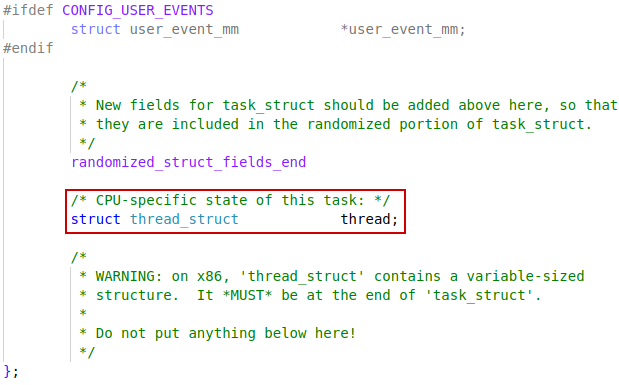 #ifdef CONFIG_USER_EVENTS
        struct user_event_mm            *user_event_mm;
#endif

        /*
         * New fields for task_struct should be added above here, so that
         * they are included in the randomized portion of task_struct.
         */
        randomized_struct_fields_end

        /* CPU-specific state of this task: */
        struct thread_struct            thread;

        /*
         * WARNING: on x86, 'thread_struct' contains a variable-sized
         * structure.  It *MUST* be at the end of 'task_struct'.
         *
         * Do not put anything below here!
         */
};